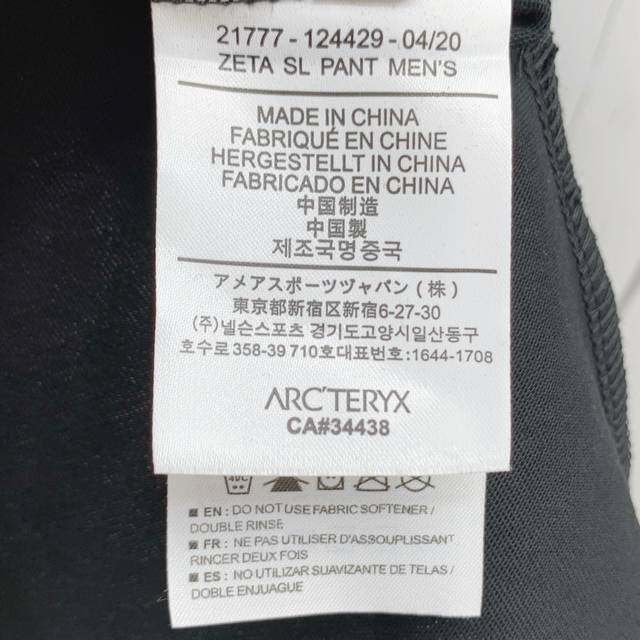 21777 - 124429 - 04/20
ZETA SL PANT MEN'S
MADE IN CHINA
FABRIQUÉ EN CHINE
HERGESTELLT IN CHINA
FABRICADO EN CHINA
中国制造
中国製
제조국명중국
アメアスポーツヅャパン(株)
東京都新宿区新宿6-27-30
(주)넬슨스포츠 경기도고양시일산동구
호수로 358-39 710호대표번호:1644-1708
ARC'TERYX
CA#34438
40C
EN : DO NOT USE FABRIC SOFTENER /
DOUBLE RINSE
FR : NE PAS UTILISER D'ASSOUPLISSANT
RINCER DEUX FOIS
ES : NO UTILIZAR SUAVIZANTE DE TELAS /
DOBLE ENJUAGUE